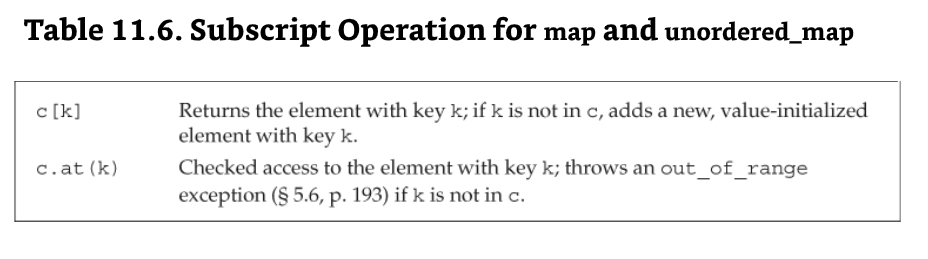 Table 11.6. Subscript Operation for map and unordered_map
c[k] Returns the element with key k; if k is not in c, adds a new, value-initialized
element with key k.
c.at(k) Checked access to the element with key k; throws an out_of_range
exception (§ 5.6, p. 193) if k is not in c.